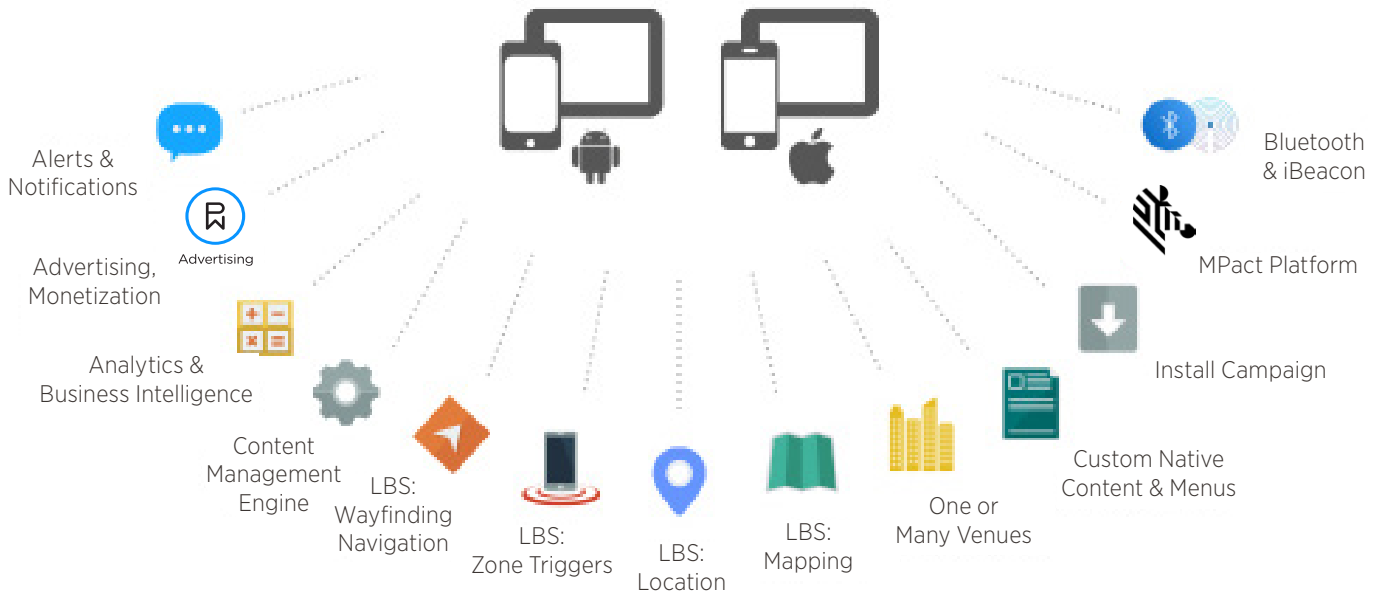 Alerts &
Notifications
Advertising
Advertising,
Monetization
Analytics &
Business Intelligence
Content
Management
Engine
LBS:
Wayfinding
Navigation
LBS:
Zone Triggers
LBS:
Location
LBS:
Mapping
One or
Many Venues
Custom Native
Content & Menus
Install Campaign
MPact Platform
Bluetooth
& iBeacon